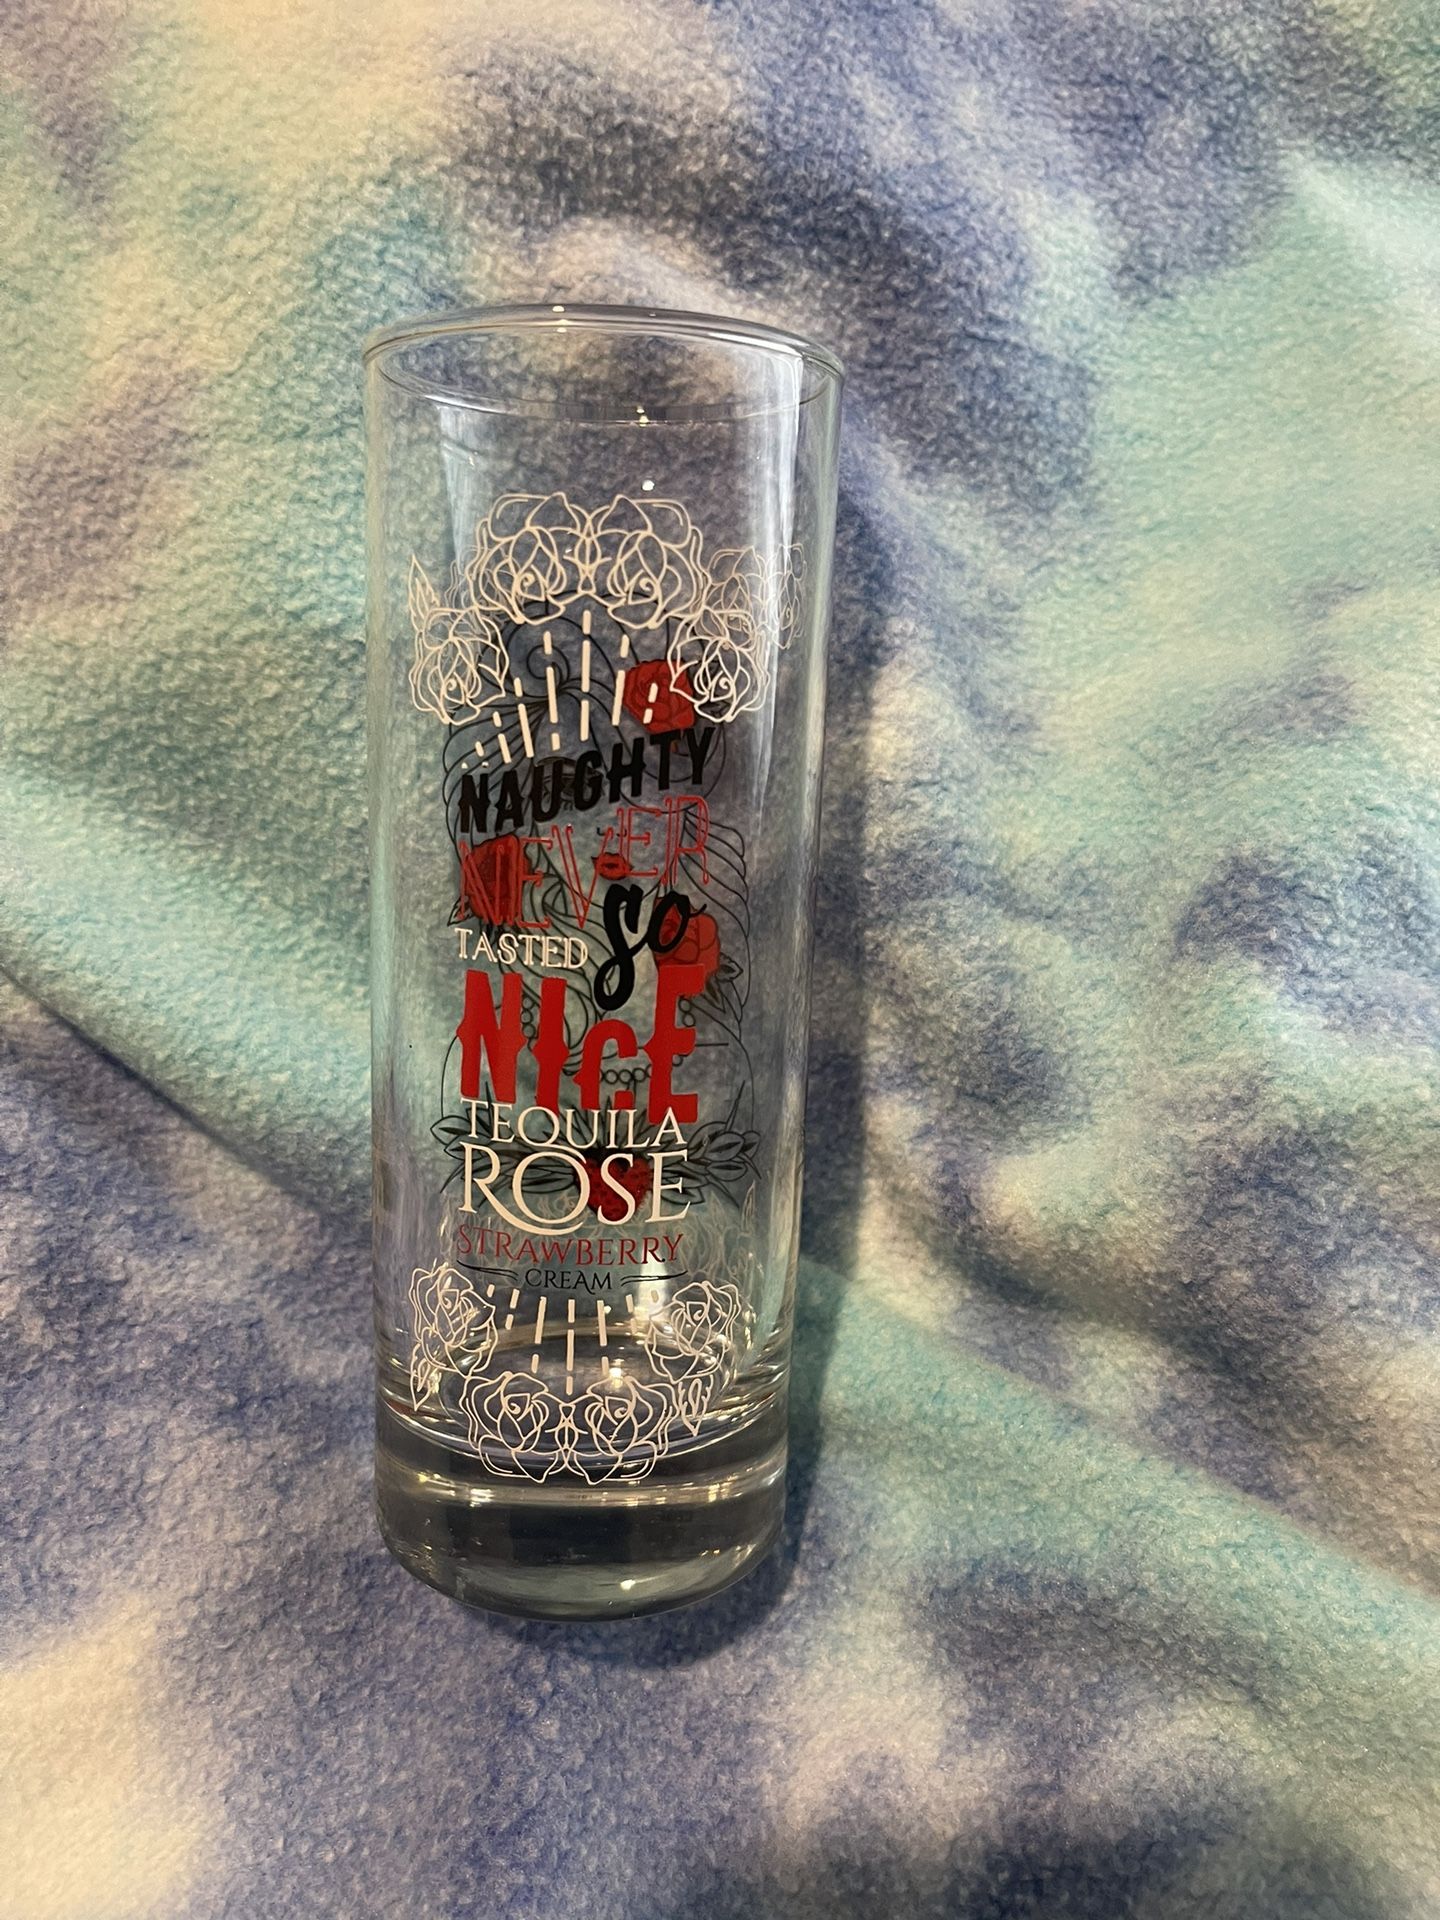 NAUGHTY
NEVER
TASTED so
NICE
TEQUILA
ROSE
STRAWBERRY
CREAM